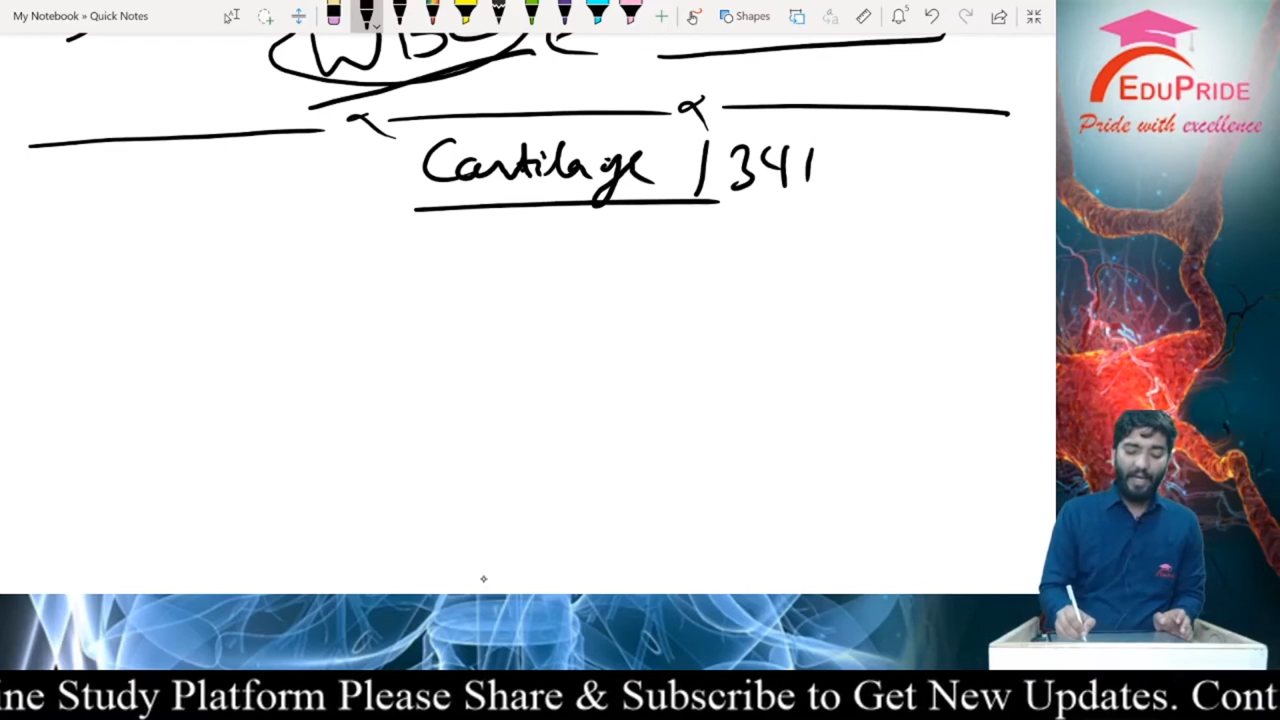 My Notebook » Quick Notes
Shapes
Cartilage / 341
EDUPRIDE
Pride with excellence
ine Study Platform Please Share & Subscribe to Get New Updates. Cont